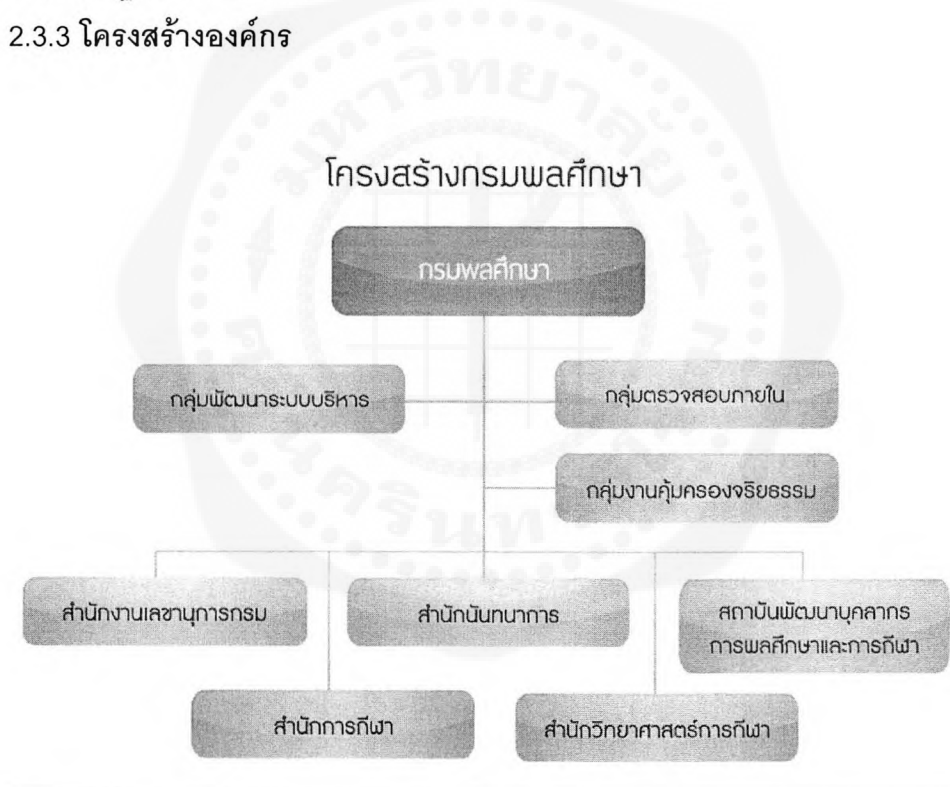 2.3.3 โครงสร้างองค์กร
โครงสร้างกรมพลศึกษา
กรมพลศึกษา
กลุ่มพัฒนาระบบบริหาร
กลุ่มตรวจสอบภายใน
กลุ่มงานคุ้มครองจริยธรรม
สำนักงานเลขานุการกรม
สำนักนันทนาการ
สถาบันพัฒนาบุคลากร
การพลศึกษาและการกีฬา
สำนักการกีฬา
สำนักวิทยาศาสตร์การกีฬา